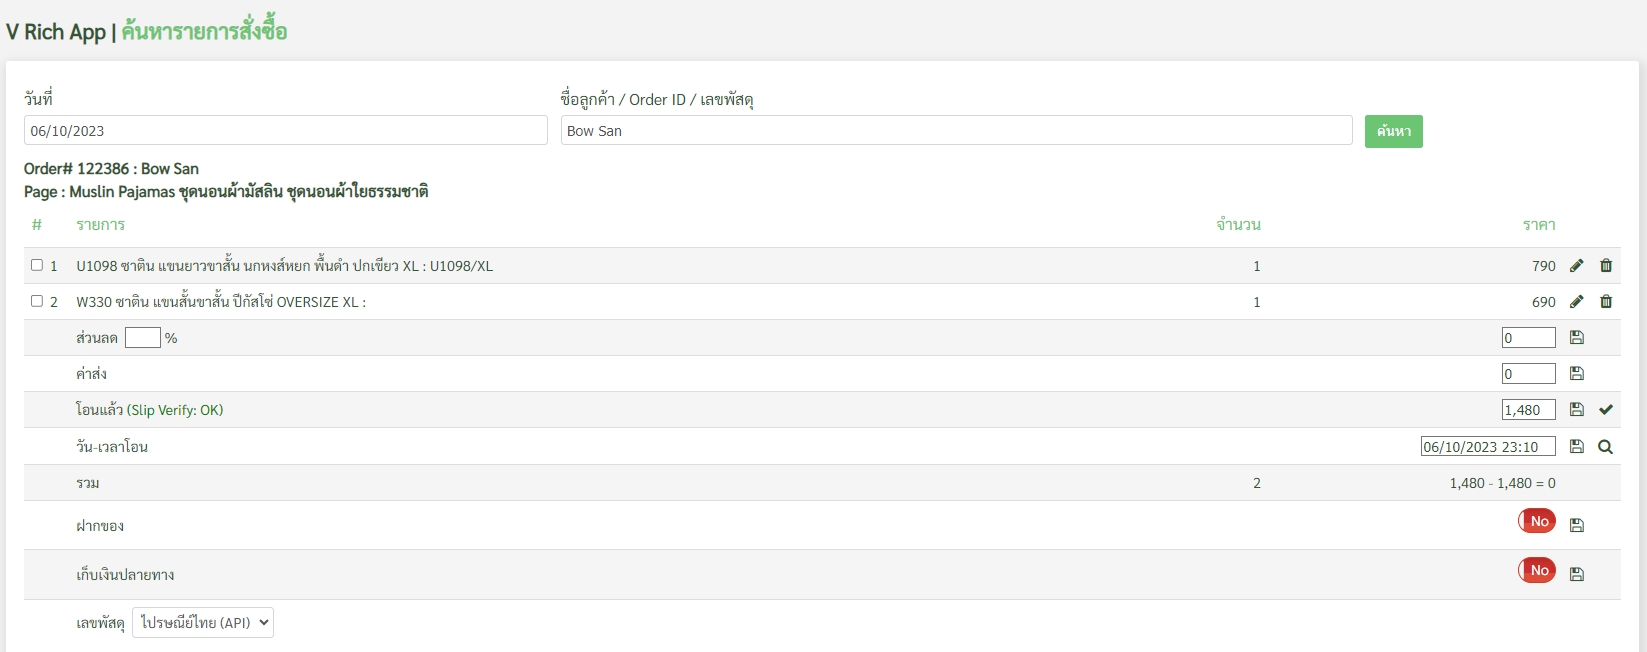 V Rich App | ค้นหารายการสั่งซื้อ
วันที่ ชื่อลูกค้า / Order ID / เลขพัสดุ
06/10/2023 Bow San ค้นหา
Order# 122386 : Bow San
Page : Muslin Pajamas ชุดนอนผ้ามัสลิน ชุดนอนผ้าใยธรรมชาติ
# รายการ จำนวน ราคา
1 U1098 ซาติน แขนยาวขาสั้น นกหงส์หยก พื้นดำ ปกเขียว XL : U1098/XL 1 790
2 W330 ซาติน แขนสั้นขาสั้น ปีกัสโซ่ OVERSIZE XL : 1 690
ส่วนลด % 0
ค่าส่ง 0
โอนแล้ว (Slip Verify: OK) 1,480
วัน-เวลาโอน 06/10/2023 23:10
รวม 2 1,480 - 1,480 = 0
ฝากของ No
เก็บเงินปลายทาง No
เลขพัสดุ ไปรษณีย์ไทย (API)